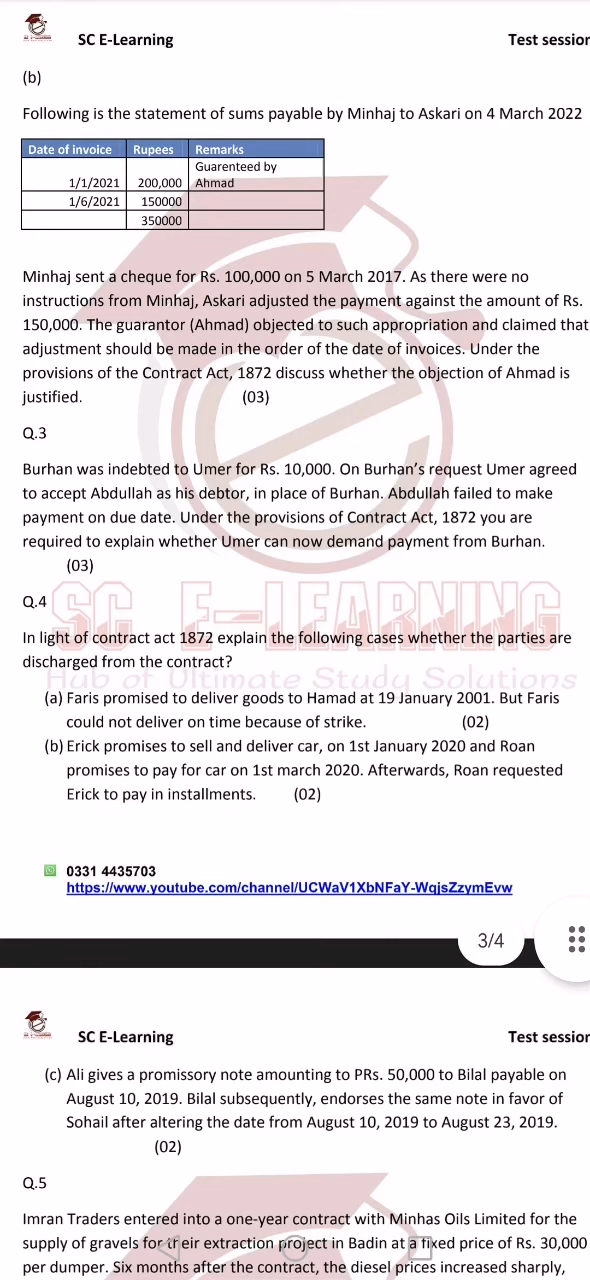 SC E-Learning Test session
(b)
Following is the statement of sums payable by Minhaj to Askari on 4 March 2022
Date of invoice Rupees Remarks
1/1/2021 200,000 Guarenteed by Ahmad
1/6/2021 150000
350000
Minhaj sent a cheque for Rs. 100,000 on 5 March 2017. As there were no
instructions from Minhaj, Askari adjusted the payment against the amount of Rs.
150,000. The guarantor (Ahmad) objected to such appropriation and claimed that
adjustment should be made in the order of the date of invoices. Under the
provisions of the Contract Act, 1872 discuss whether the objection of Ahmad is
justified. (03)
Q.3
Burhan was indebted to Umer for Rs. 10,000. On Burhan’s request Umer agreed
to accept Abdullah as his debtor, in place of Burhan. Abdullah failed to make
payment on due date. Under the provisions of Contract Act, 1872 you are
required to explain whether Umer can now demand payment from Burhan.
(03)
SC E-LEARNING
Q.4
In light of contract act 1872 explain the following cases whether the parties are
discharged from the contract?
Hub of Ultimate Study Solutions
(a) Faris promised to deliver goods to Hamad at 19 January 2001. But Faris
could not deliver on time because of strike. (02)
(b) Erick promises to sell and deliver car, on 1st January 2020 and Roan
promises to pay for car on 1st march 2020. Afterwards, Roan requested
Erick to pay in installments. (02)
0331 4435703
https://www.youtube.com/channel/UCWaV1XbNFaY-WqjsZzymEvw
3/4
SC E-Learning Test session
(c) Ali gives a promissory note amounting to PRs. 50,000 to Bilal payable on
August 10, 2019. Bilal subsequently, endorses the same note in favor of
Sohail after altering the date from August 10, 2019 to August 23, 2019.
(02)
Q.5
Imran Traders entered into a one-year contract with Minhas Oils Limited for the
supply of gravels for their extraction project in Badin at a fixed price of Rs. 30,000
per dumper. Six months after the contract, the diesel prices increased sharply,